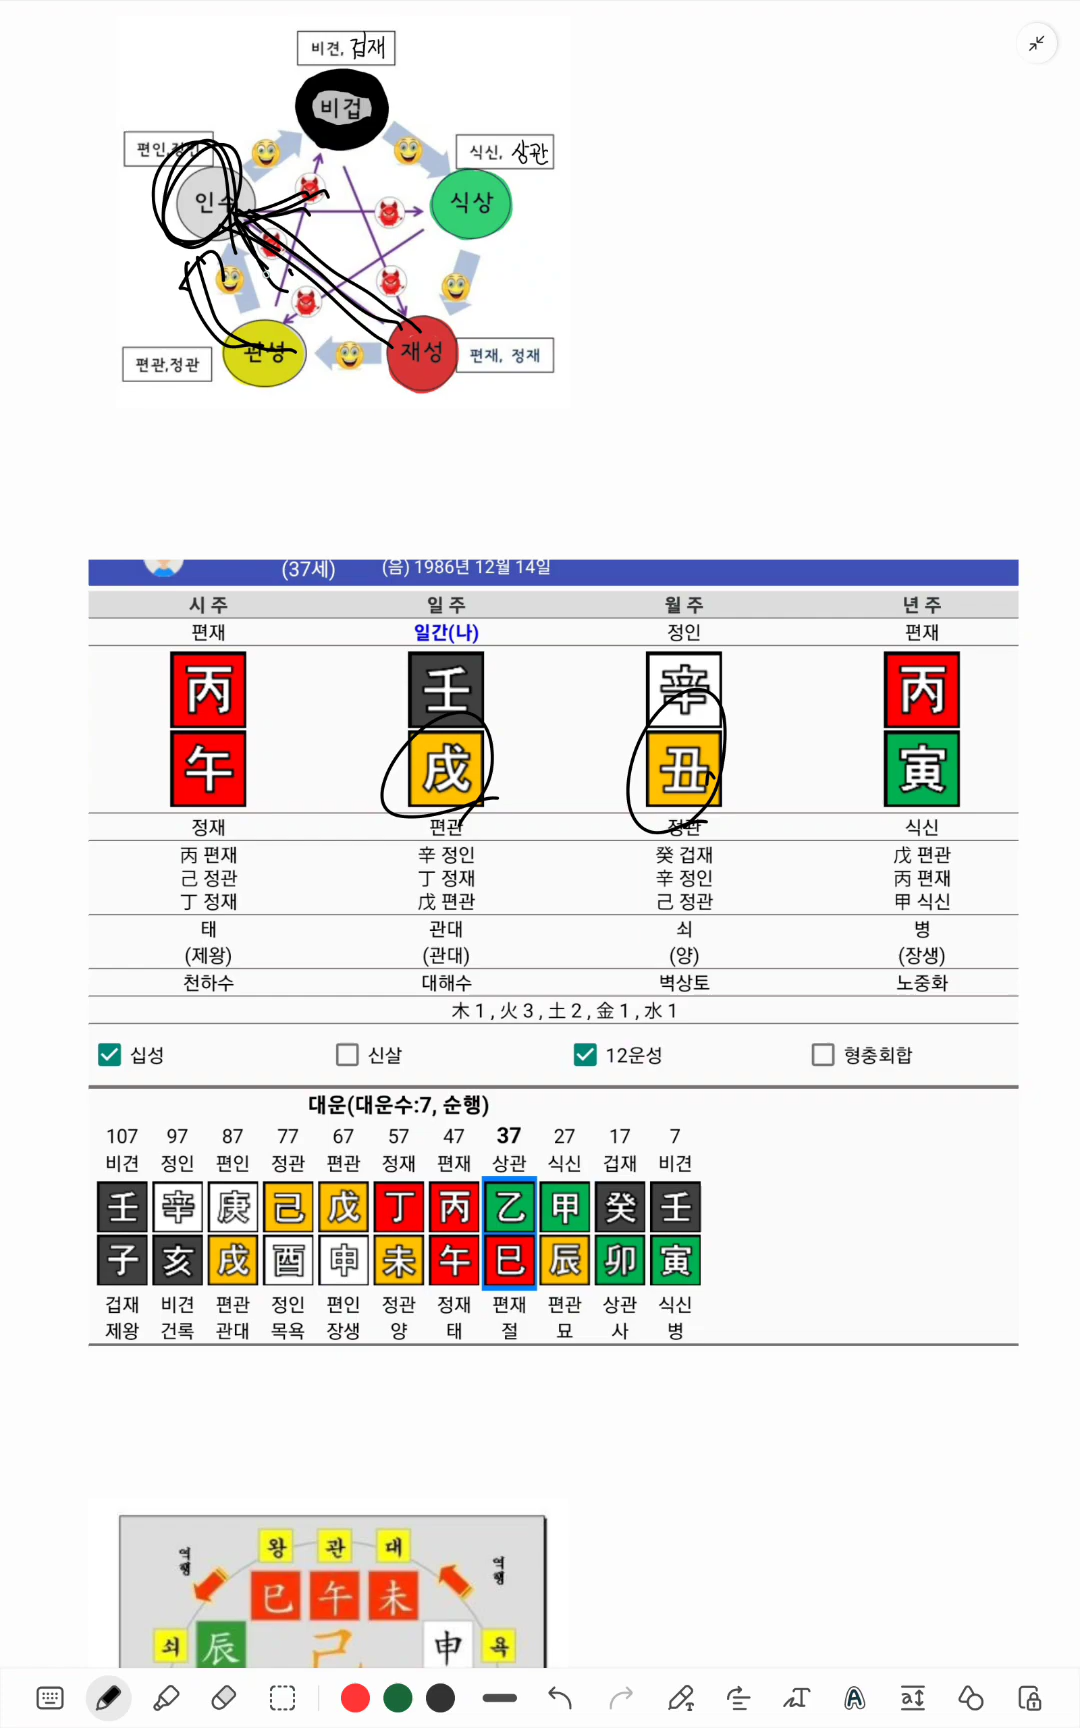 비견, 겁재
비겁
편인,정인
식신, 상관
인수
식상
관성
재성
편관,정관
편재, 정재
(37세) (음) 1986년 12월 14일
시주 일주 월주 년주
편재 일간(나) 정인 편재
丙 壬 辛 丙
午 戌 丑 寅
정재 편관 정관 식신
丙 편재 辛 정인 癸 겁재 戊 편관
己 정관 丁 정재 辛 정인 丙 편재
丁 정재 戊 편관 己 정관 甲 식신
태 관대 쇠 병
(제왕) (관대) (양) (장생)
천하수 대해수 벽상토 노중화
木 1 , 火 3 , 土 2 , 金 1 , 水 1
십성 신살 12운성 형충회합
대운(대운수:7, 순행)
107 97 87 77 67 57 47 37 27 17 7
비견 정인 편인 정관 편관 정재 편재 상관 식신 겁재 비견
壬 辛 庚 己 戊 丁 丙 乙 甲 癸 壬
子 亥 戌 酉 申 未 午 巳 辰 卯 寅
겁재 비견 편관 정인 편인 정관 정재 편재 편관 상관 식신
제왕 건록 관대 목욕 장생 양 태 절 묘 사 병
왕 관 대
역행 역행
巳 午 未
쇠 辰 己 申 욕